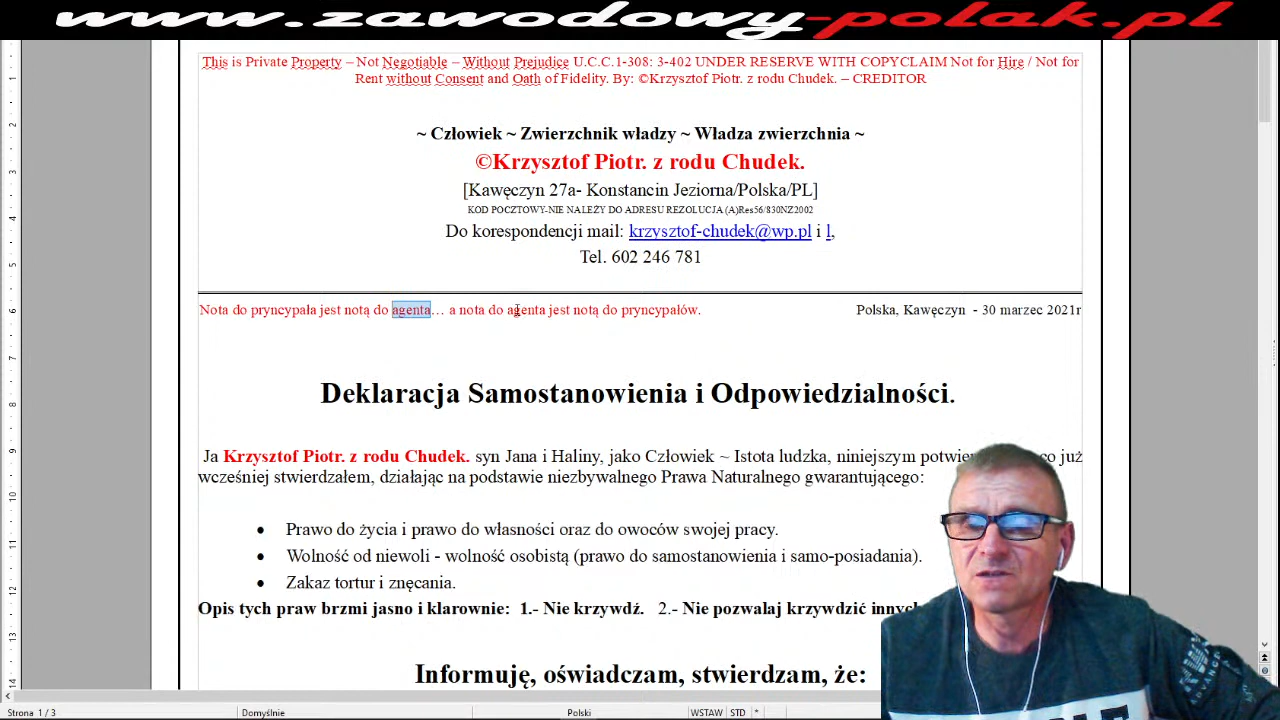 www.zawodowy-polak.pl
This is Private Property – Not Negotiable – Without Prejudice U.C.C.1-308: 3-402 UNDER RESERVE WITH COPYCLAIM Not for Hire / Not for
Rent without Consent and Oath of Fidelity. By: ©Krzysztof Piotr. z rodu Chudek. – CREDITOR
~ Człowiek ~ Zwierzchnik władzy ~ Władza zwierzchnia ~
©Krzysztof Piotr. z rodu Chudek.
[Kawęczyn 27a- Konstancin Jeziorna/Polska/PL]
KOD POCZTOWY-NIE NALEŻY DO ADRESU REZOLUCJA (A)Res56/830NZ2002
Do korespondencji mail: krzysztof-chudek@wp.pl i l,
Tel. 602 246 781
Nota do pryncypała jest notą do agenta… a nota do agenta jest notą do pryncypałów. Polska, Kawęczyn - 30 marzec 2021r
Deklaracja Samostanowienia i Odpowiedzialności.
Ja Krzysztof Piotr. z rodu Chudek. syn Jana i Haliny, jako Człowiek ~ Istota ludzka, niniejszym co już
wcześniej stwierdzałem, działając na podstawie niezbywalnego Prawa Naturalnego gwarantującego:
• Prawo do życia i prawo do własności oraz do owoców swojej pracy.
• Wolność od niewoli - wolność osobistą (prawo do samostanowienia i samo-posiadania).
• Zakaz tortur i znęcania.
Opis tych praw brzmi jasno i klarownie: 1.- Nie krzywdź. 2.- Nie pozwalaj krzywdzić innych
Informuję, oświadczam, stwierdzam, że:
Strona 1 / 3 Domyślnie Polski WSTAW STD *